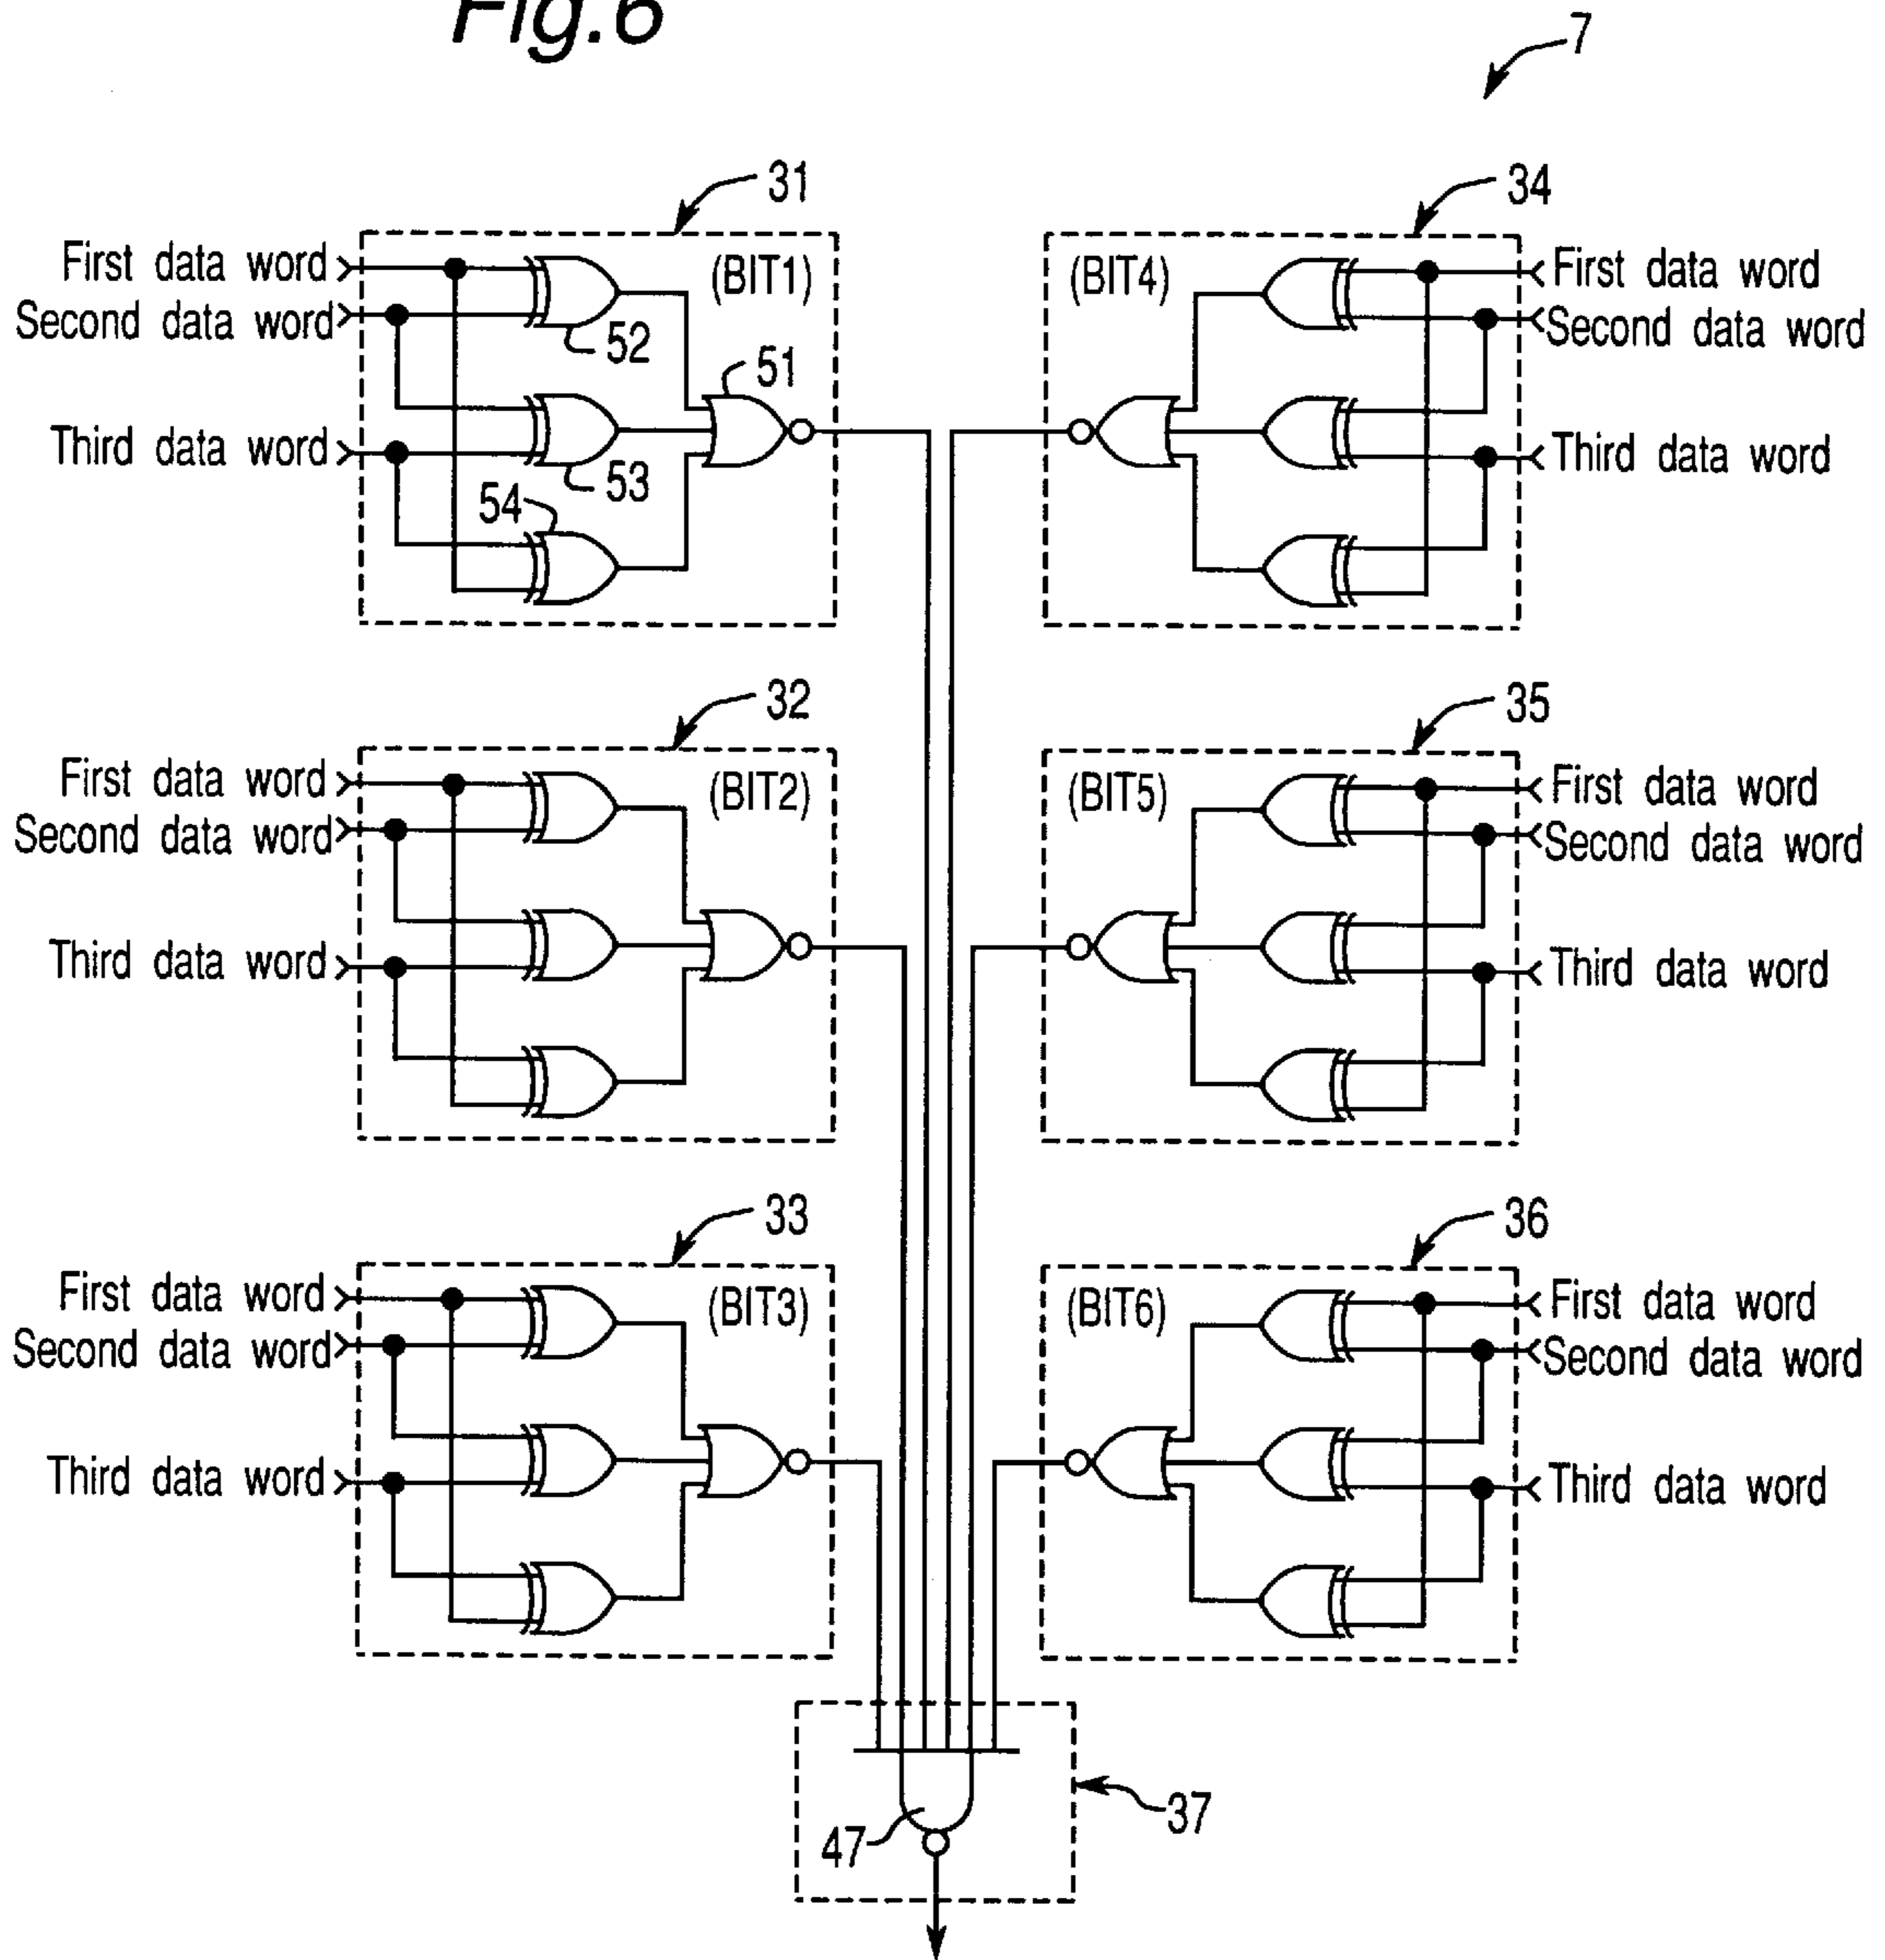 Fig.6
7
31
First data word
Second data word
Third data word
(BIT1)
52
51
53
54
34
(BIT4)
First data word
Second data word
Third data word
32
First data word
Second data word
Third data word
(BIT2)
35
(BIT5)
First data word
Second data word
Third data word
33
First data word
Second data word
Third data word
(BIT3)
36
(BIT6)
First data word
Second data word
Third data word
47
37